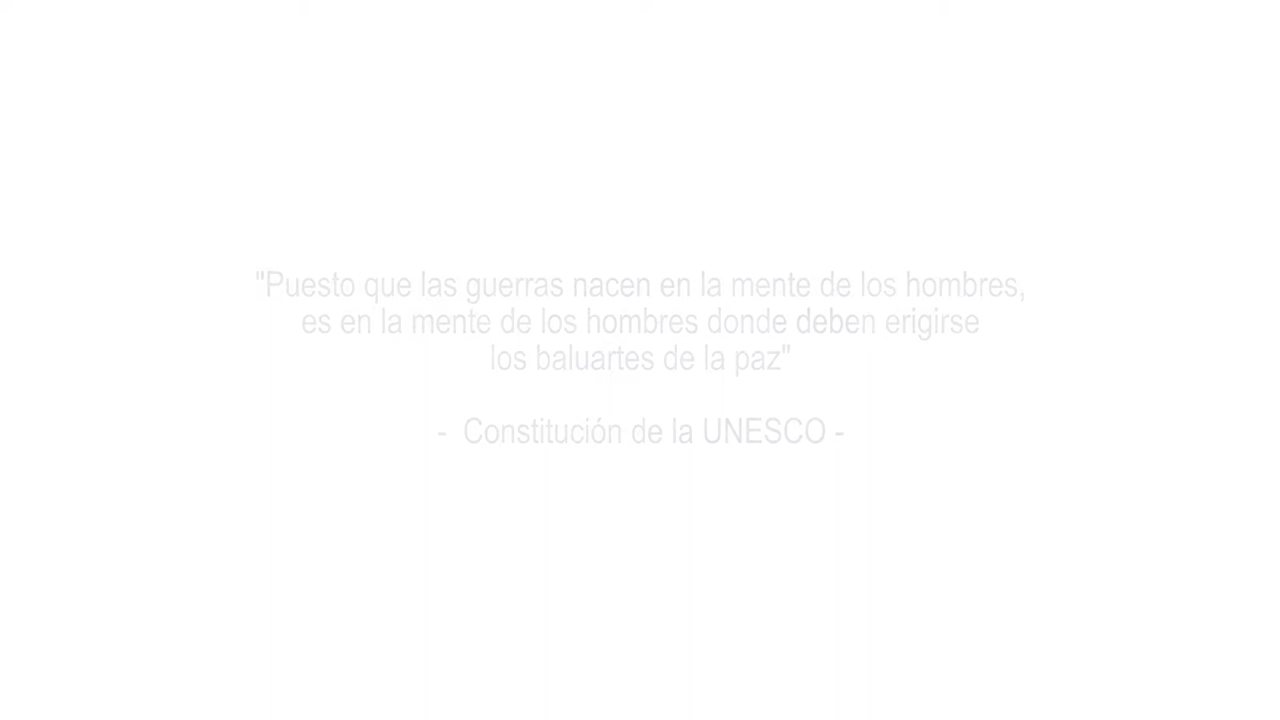 "Puesto que las guerras nacen en la mente de los hombres,
es en la mente de los hombres donde deben erigirse
los baluartes de la paz"
- Constitución de la UNESCO -